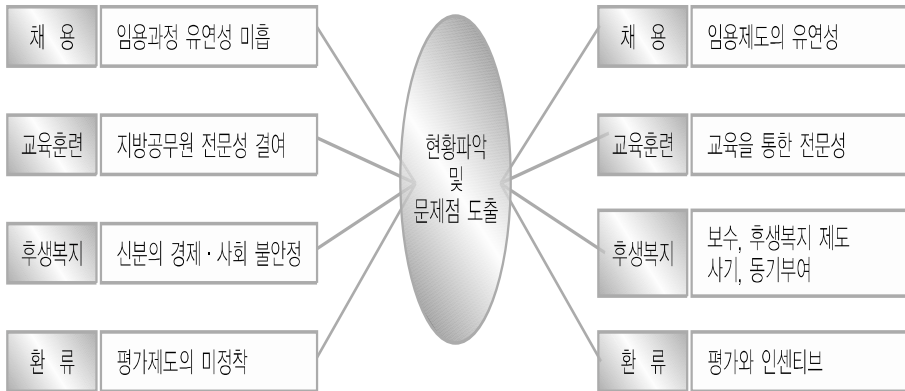 채 용
임용과정 유연성 미흡
교육훈련
지방공무원 전문성 결여
후생복지
신분의 경제·사회 불안정
환 류
평가제도의 미정착
현황파악
및
문제점 도출
채 용
임용제도의 유연성
교육훈련
교육을 통한 전문성
후생복지
보수, 후생복지 제도
사기, 동기부여
환 류
평가와 인센티브